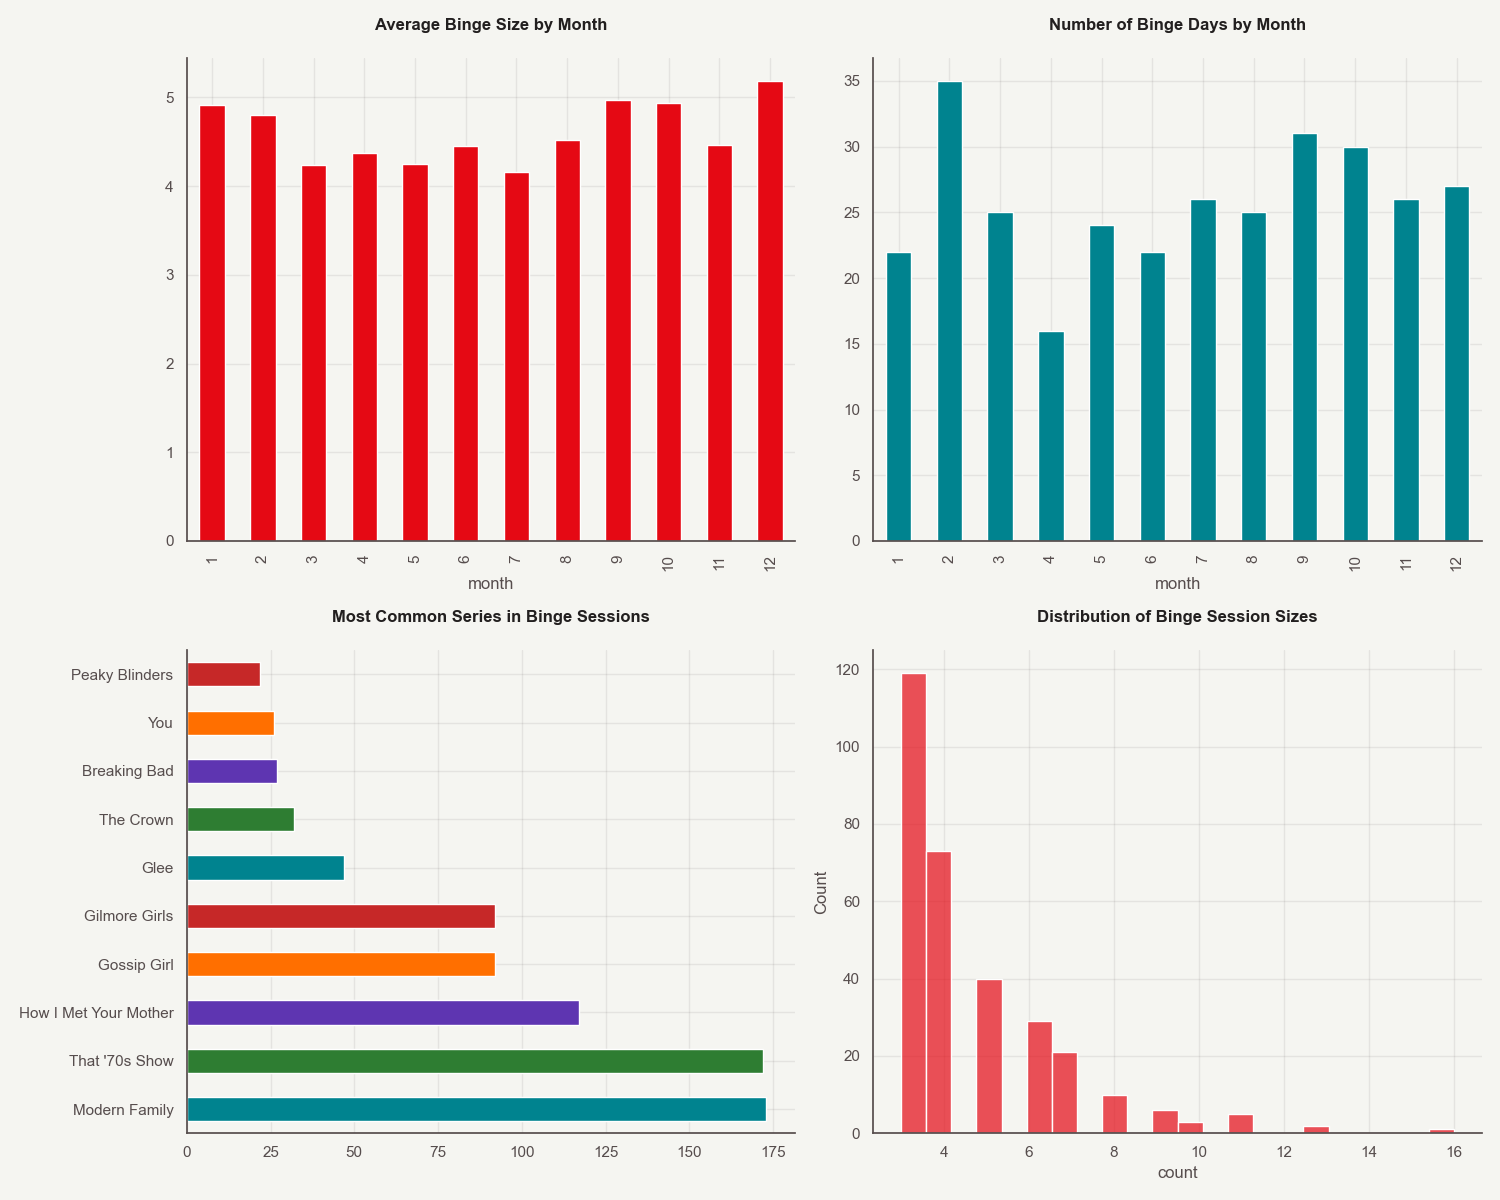 Average Binge Size by Month
5
4
3
2
1
0
1 2 3 4 5 6 7 8 9 10 11 12
month
Number of Binge Days by Month
35
30
25
20
15
10
5
0
1 2 3 4 5 6 7 8 9 10 11 12
month
Most Common Series in Binge Sessions
Peaky Blinders
You
Breaking Bad
The Crown
Glee
Gilmore Girls
Gossip Girl
How I Met Your Mother
That '70s Show
Modern Family
0 25 50 75 100 125 150 175
Distribution of Binge Session Sizes
Count
120
100
80
60
40
20
0
4 6 8 10 12 14 16
count